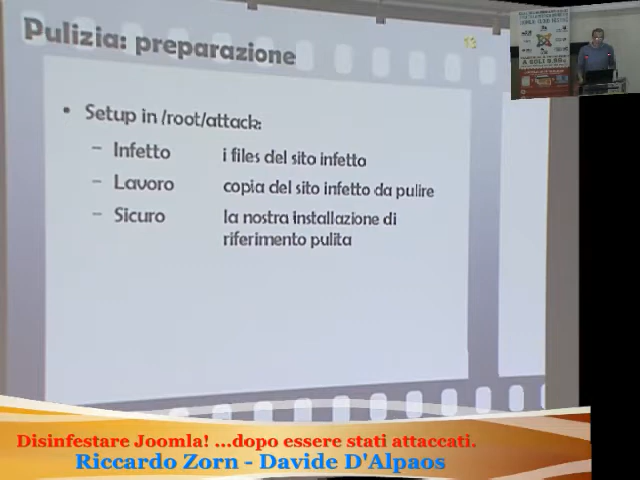 Pulizia: preparazione
13
• Setup in /root/attack:
– Infetto i files del sito infetto
– Lavoro copia del sito infetto da pulire
– Sicuro la nostra installazione di
riferimento pulita
Disinfestare Joomla! ...dopo essere stati attaccati.
Riccardo Zorn - Davide D'Alpaos